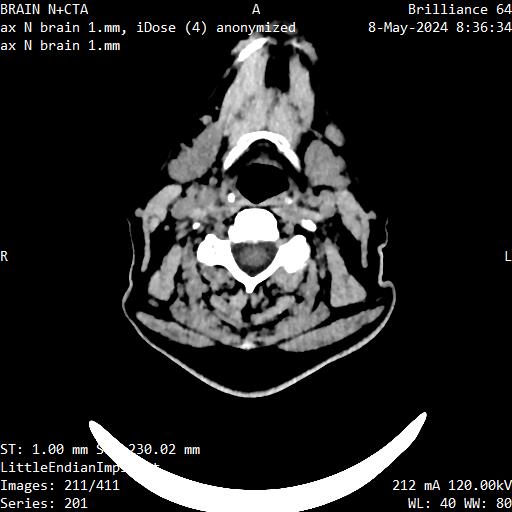 BRAIN N+CTA
A
Brilliance 64
ax N brain 1.mm, iDose (4) anonymized
8-May-2024 8:36:34
ax N brain 1.mm
R
L
ST: 1.00 mm S 230.02 mm
LittleEndianImp
Images: 211/411
212 mA 120.00kV
Series: 201
WL: 40 WW: 80